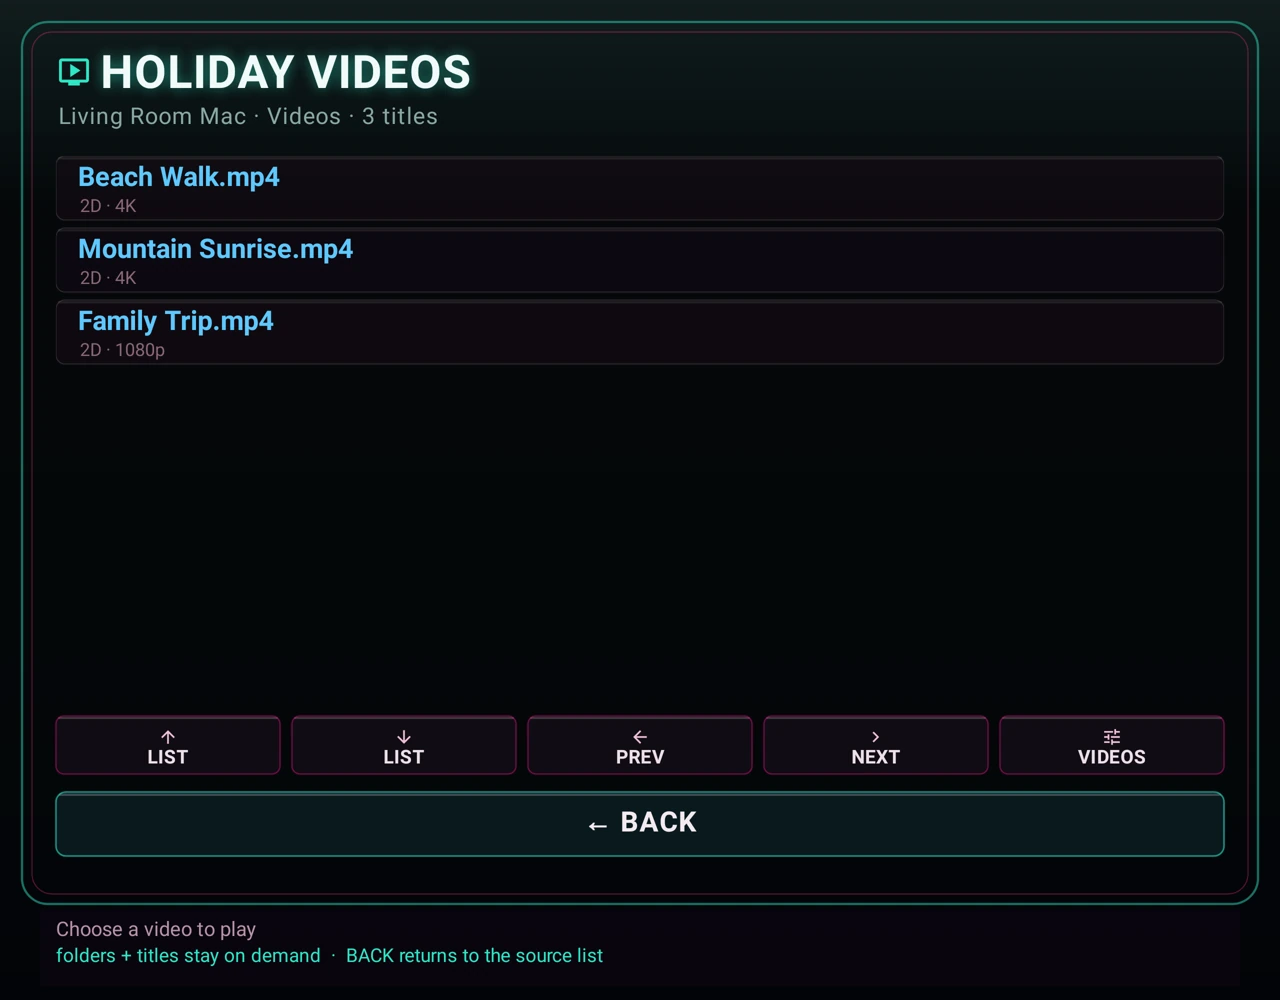 HOLIDAY VIDEOS
Living Room Mac · Videos · 3 titles
Beach Walk.mp4
2D · 4K
Mountain Sunrise.mp4
2D · 4K
Family Trip.mp4
2D · 1080p
↑ LIST
↓ LIST
← PREV
> NEXT
VIDEOS
← BACK
Choose a video to play
folders + titles stay on demand · BACK returns to the source list